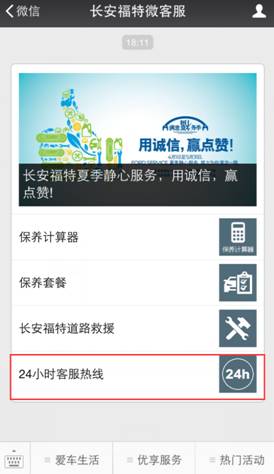 微信
长安福特微客服
18:11
用诚信,赢点赞!
长安福特夏季静心服务,用诚信,赢
点赞!
保养计算器
保养计算器
保养套餐
长安福特道路救援
24小时客服热线
24h
爱车生活
优享服务
热门活动